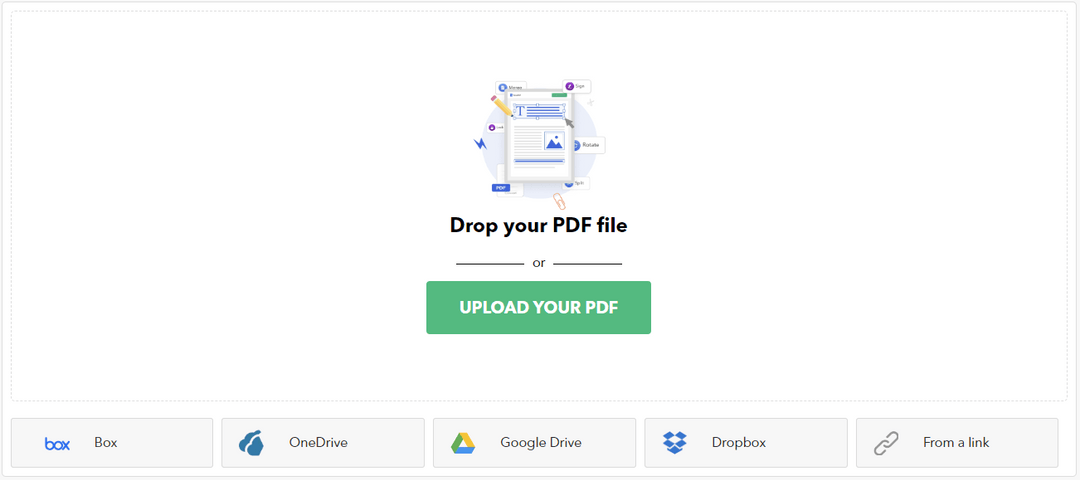 Sign
T
Rotate
Split
PDF
Drop your PDF file
or
UPLOAD YOUR PDF
box Box
OneDrive
Google Drive
Dropbox
From a link